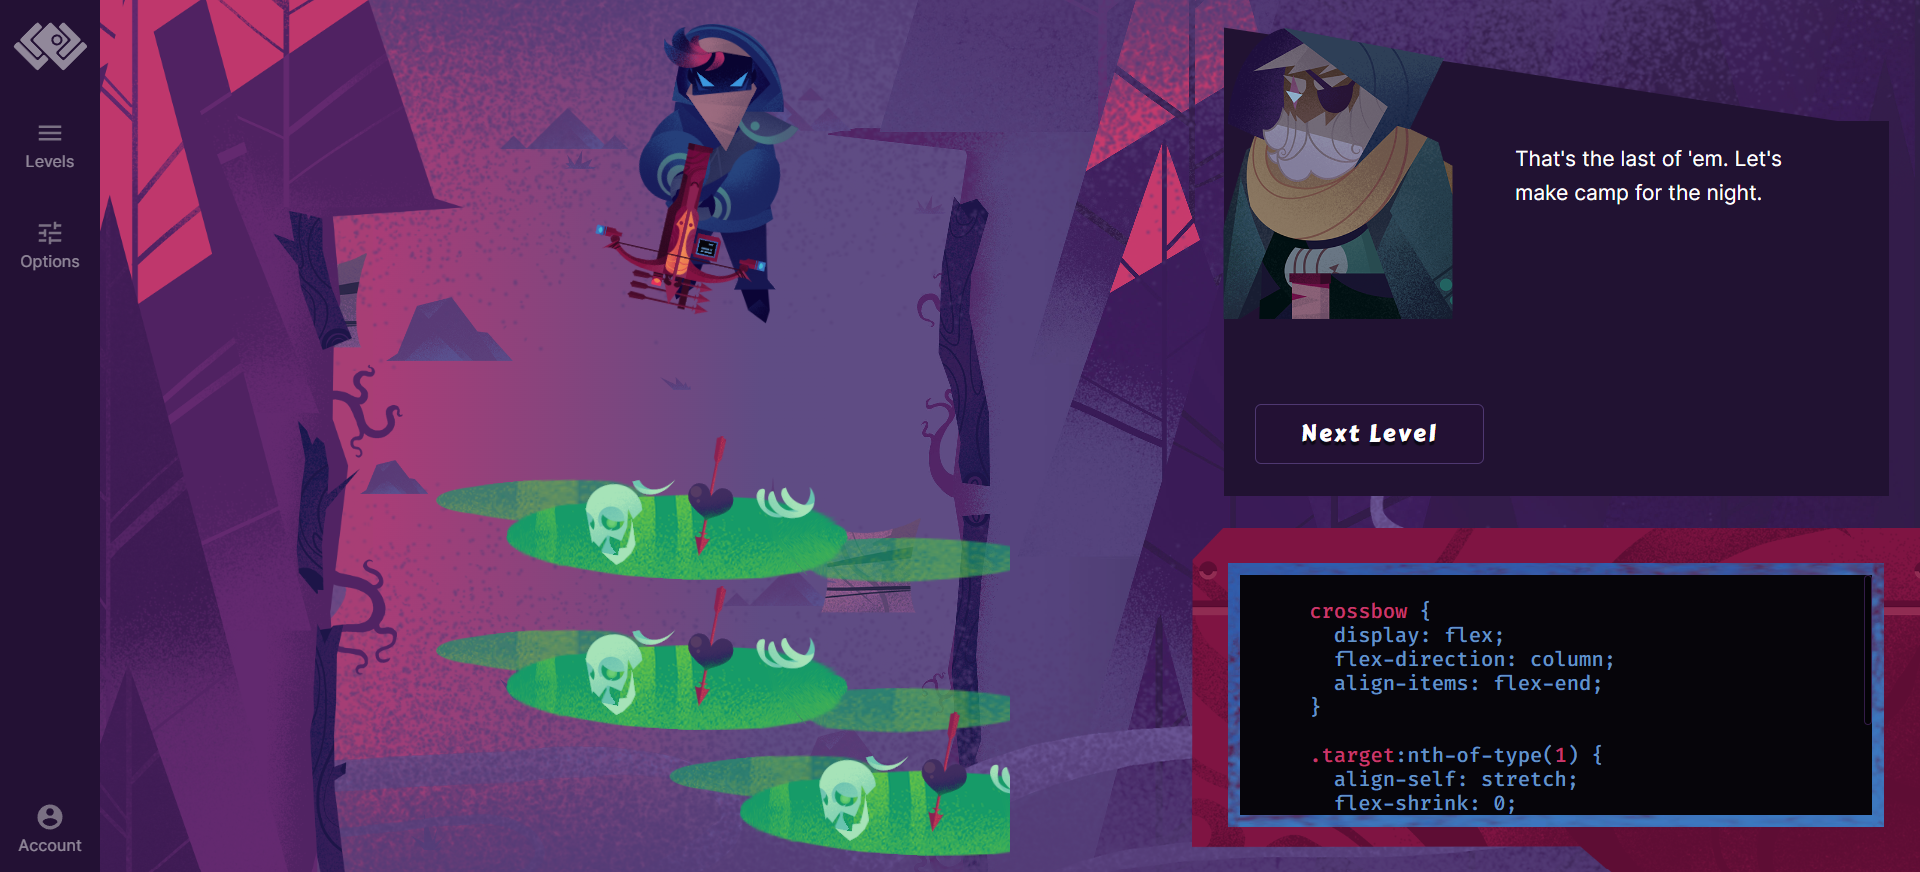 Levels
Options
Account
That's the last of 'em. Let's
make camp for the night.
Next Level
crossbow {
display: flex;
flex-direction: column;
align-items: flex-end;
}
.target:nth-of-type(1) {
align-self: stretch;
flex-shrink: 0;